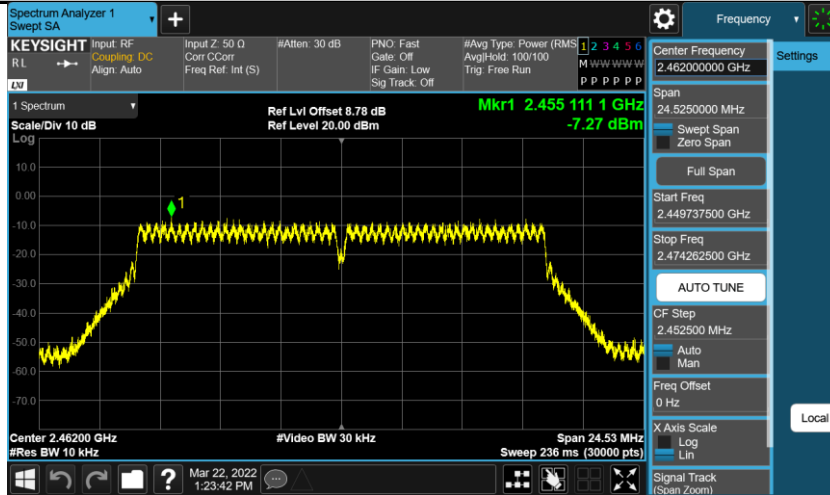 Spectrum Analyzer 1
Swept SA
+
Frequency
KEYSIGHT
RL
LXI
Input: RF
Coupling: DC
Align: Auto
Input Z: 50 Ω
Corr CCorr
Freq Ref: Int (S)
#Atten: 30 dB
PNO: Fast
Gate: Off
IF Gain: Low
Sig Track: Off
#Avg Type: Power (RMS
Avg|Hold: 100/100
Trig: Free Run
1 2 3 4 5 6
M W W W W W
P P P P P P
1 Spectrum
Scale/Div 10 dB
Log
Ref Lvl Offset 8.78 dB
Ref Level 20.00 dBm
Mkr1 2.455 111 1 GHz
-7.27 dBm
10.0
0.00
-10.0
-20.0
-30.0
-40.0
-50.0
-60.0
-70.0
1
Center 2.46200 GHz
#Res BW 10 kHz
#Video BW 30 kHz
Span 24.53 MHz
Sweep 236 ms (30000 pts)
Mar 22, 2022
1:23:42 PM
?
Center Frequency
2.462000000 GHz
Span
24.5250000 MHz
Swept Span
Zero Span
Full Span
Start Freq
2.449737500 GHz
Stop Freq
2.474262500 GHz
AUTO TUNE
CF Step
2.452500 MHz
Auto
Man
Freq Offset
0 Hz
X Axis Scale
Log
Lin
Signal Track
(Span Zoom)
Settings
Local